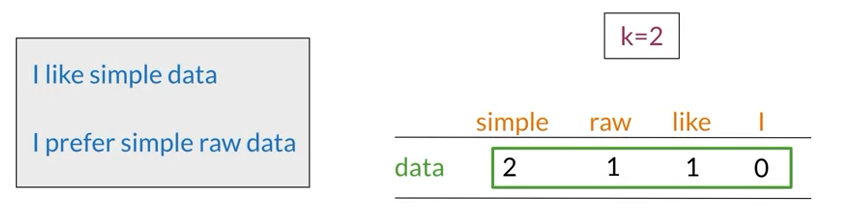 k=2
I like simple data
I prefer simple raw data
simple raw like I
data 2 1 1 0